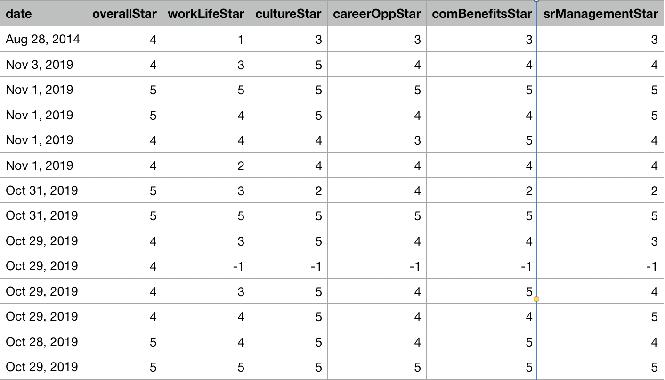 date overallStar workLifeStar cultureStar careerOppStar comBenefitsStar srManagementStar
Aug 28, 2014 4 1 3 3 3 3
Nov 3, 2019 4 3 5 4 4 4
Nov 1, 2019 5 5 5 5 5 5
Nov 1, 2019 5 4 5 4 4 5
Nov 1, 2019 4 4 4 3 5 4
Nov 1, 2019 4 2 4 4 4 4
Oct 31, 2019 5 3 2 4 2 2
Oct 31, 2019 5 5 5 5 5 5
Oct 29, 2019 4 3 5 4 4 3
Oct 29, 2019 4 -1 -1 -1 -1 -1
Oct 29, 2019 4 3 5 4 5 4
Oct 29, 2019 4 4 5 4 4 5
Oct 28, 2019 5 4 5 4 5 4
Oct 29, 2019 5 5 5 5 5 5